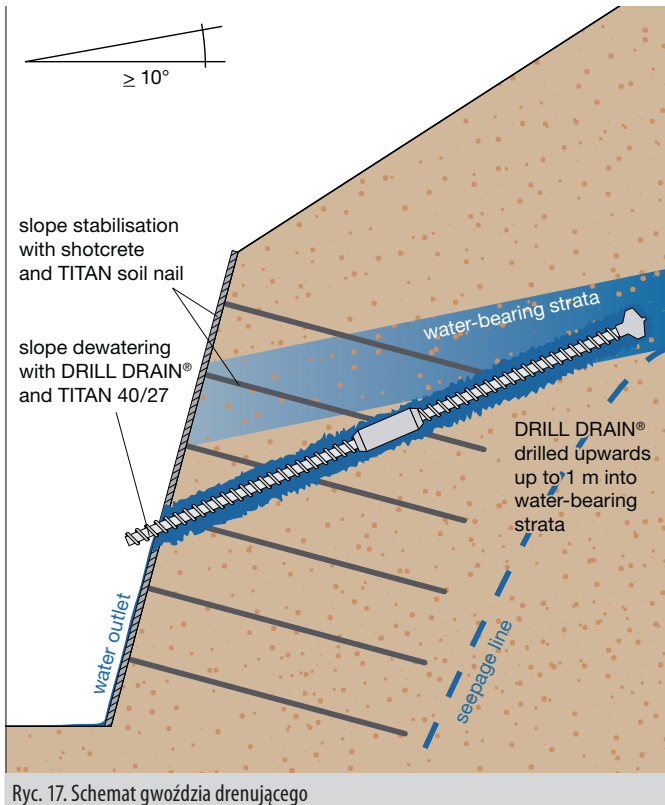 ≥ 10°
slope stabilisation
with shotcrete
and TITAN soil nail
water-bearing strata
slope dewatering
with DRILL DRAIN®
and TITAN 40/27
DRILL DRAIN®
drilled upwards
up to 1 m into
water-bearing
strata
water outlet
seepage line
Ryc. 17. Schemat gwoździa drenującego